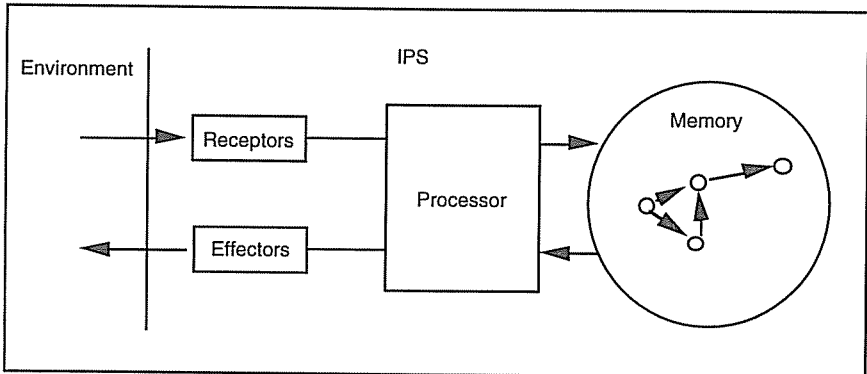 IPS
Environment
Memory
Receptors
Processor
Effectors